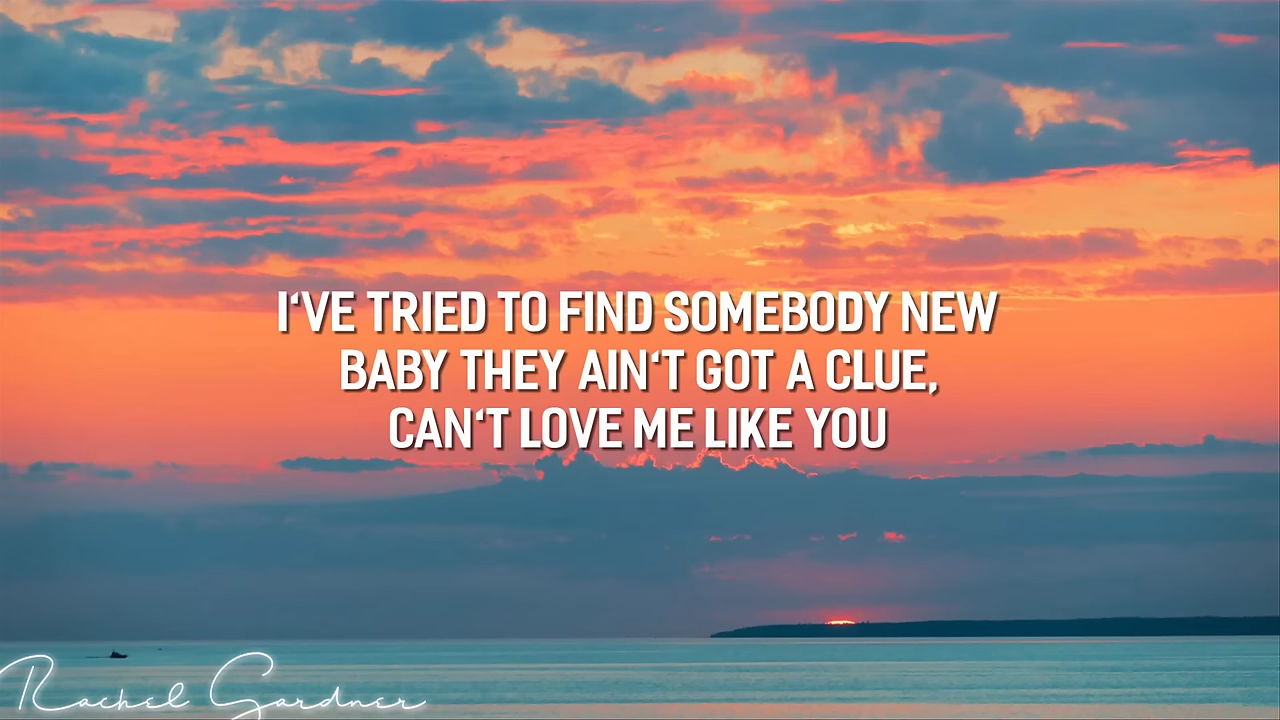 I‘VE TRIED TO FIND SOMEBODY NEW
BABY THEY AIN‘T GOT A CLUE,
CAN‘T LOVE ME LIKE YOU
Rachel Gardner